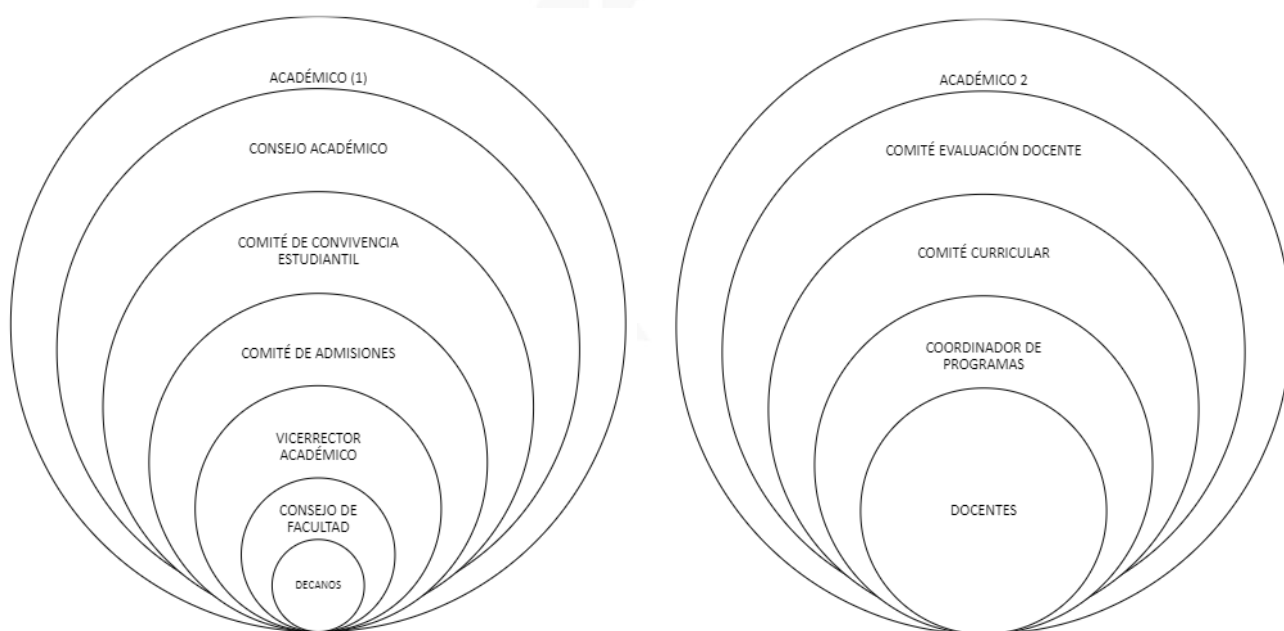 ACADÉMICO (1)
CONSEJO ACADÉMICO
COMITÉ DE CONVIVENCIA
ESTUDIANTIL
COMITÉ DE ADMISIONES
VICERRECTOR
ACADÉMICO
CONSEJO DE
FACULTAD
DECANOS
ACADÉMICO 2
COMITÉ EVALUACIÓN DOCENTE
COMITÉ CURRICULAR
COORDINADOR DE
PROGRAMAS
DOCENTES